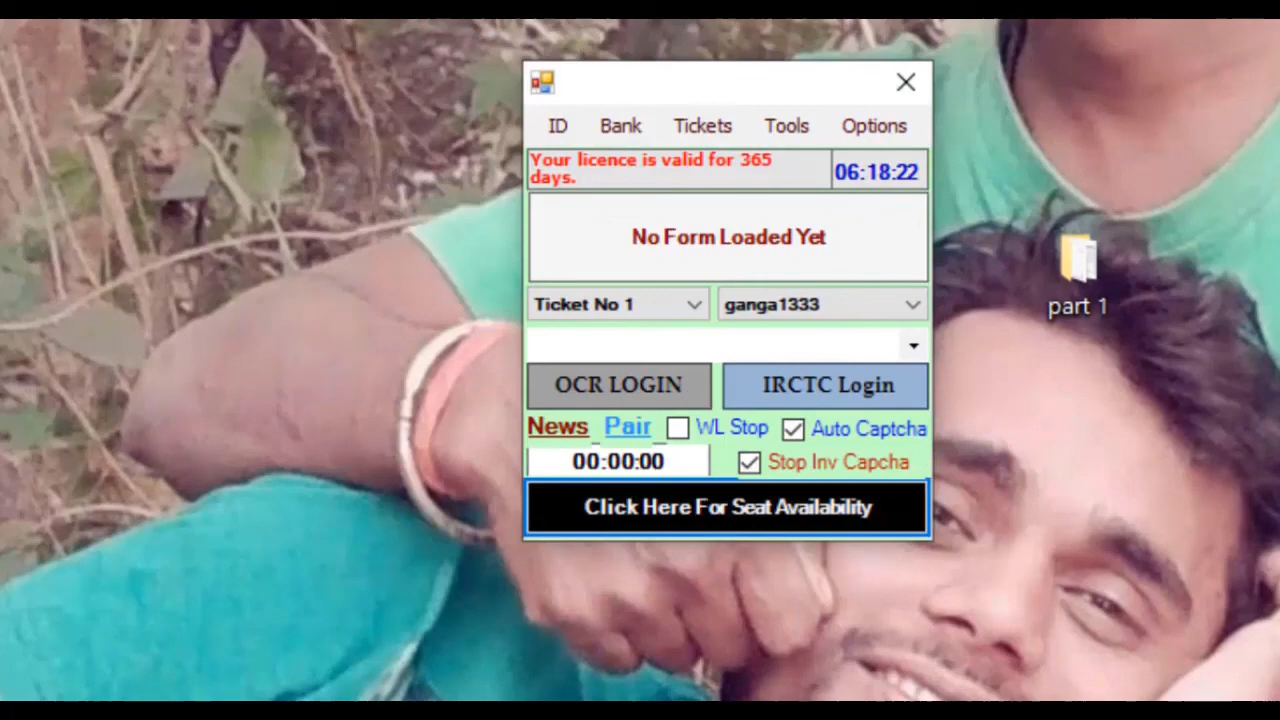 ID Bank Tickets Tools Options
Your licence is valid for 365
days.
06:18:22
No Form Loaded Yet
part 1
Ticket No 1 ganga1333
OCR LOGIN IRCTC Login
News Pair WL Stop Auto Captcha
00:00:00 Stop Inv Capcha
Click Here For Seat Availability